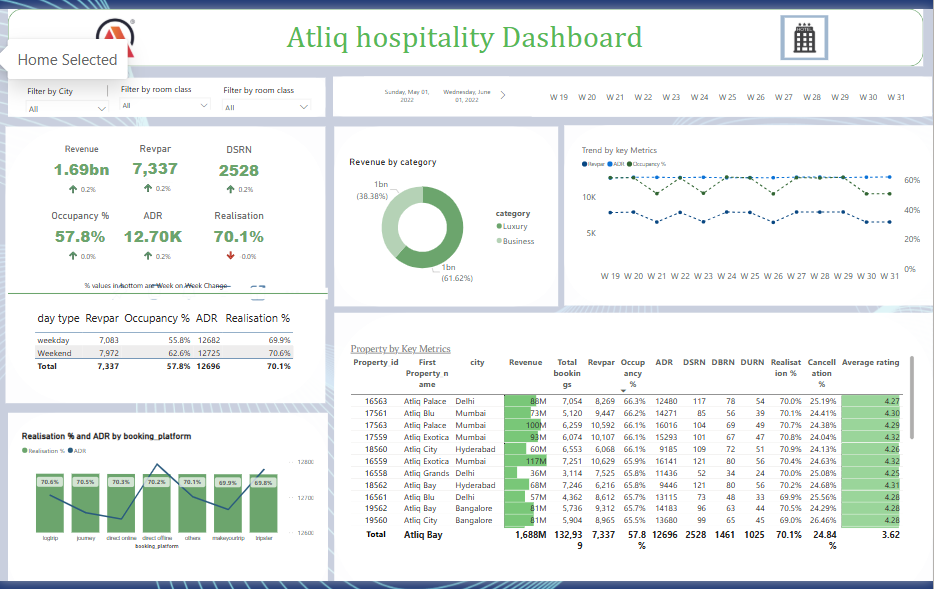 Atliq hospitality Dashboard
Home Selected
Filter by City
All
Filter by room class
All
Filter by room class
All
Sunday, May 01, 2022
Wednesday, June 01, 2022
W 19 W 20 W 21 W 22 W 23 W 24 W 25 W 26 W 27 W 28 W 29 W 30 W 31
Revenue Revpar DSRN
1.69bn 7,337 2528
0.2% 0.2% 0.2%
Occupancy % ADR Realisation
57.8% 12.70K 70.1%
0.0% 0.2% 0.0%
% values in bottom are Week on Week Change
day type Revpar Occupancy % ADR Realisation %
weekday 7,083 55.8% 12682 69.9%
Weekend 7,972 62.6% 12725 70.6%
Total 7,337 57.8% 12696 70.1%
Revenue by category
1bn
(38.38%)
1bn
(61.62%)
category
Luxury
Business
Trend by key Metrics
Revpar ADR Occupancy %
10K
5K
60%
40%
20%
0%
W 19 W 20 W 21 W 22 W 23 W 24 W 25 W 26 W 27 W 28 W 29 W 30 W 31
Realisation % and ADR by booking_platform
Realisation % ADR
12800
12700
12600
70.6% 70.5% 70.3% 70.2% 70.1% 69.9% 69.8%
logtrip journey direct online direct offline others makeyourtrip tripster
booking_platform
Property by Key Metrics
Property id First Property_name city Revenue Total bookings Revpar Occupancy % ADR DSRN DBRN DURN Realisation % Cancellation % Average rating
16563 Atliq Palace Delhi 88M 7,054 8,269 66.3% 12480 117 78 54 70.0% 25.19% 4.27
17561 Atliq Blu Mumbai 73M 5,120 9,447 66.2% 14271 85 56 39 70.1% 24.41% 4.30
17563 Atliq Palace Mumbai 100M 6,259 10,592 66.1% 16016 104 69 49 70.7% 24.38% 4.29
17559 Atliq Exotica Mumbai 93M 6,074 10,107 66.1% 15293 101 67 47 70.8% 24.04% 4.32
18560 Atliq City Hyderabad 60M 6,553 6,068 66.1% 9185 109 72 51 70.9% 24.13% 4.26
16559 Atliq Exotica Mumbai 117M 7,251 10,629 65.9% 16141 121 80 56 70.4% 24.63% 4.32
16558 Atliq Grands Delhi 36M 3,114 7,525 65.8% 11436 52 34 24 70.0% 25.08% 4.25
18562 Atliq Bay Hyderabad 68M 7,246 6,216 65.8% 9446 121 80 56 70.3% 24.68% 4.31
16561 Atliq Blu Delhi 57M 4,362 8,612 65.7% 13115 73 48 33 69.9% 25.56% 4.28
19562 Atliq Bay Bangalore 81M 5,736 9,312 65.7% 14183 96 63 44 70.5% 24.29% 4.28
19560 Atliq City Bangalore 81M 5,904 8,965 65.5% 13680 99 65 45 69.0% 26.46% 4.28
Total Atliq Bay 1,688M 132,939 7,337 57.8% 12696 2528 1461 1025 70.1% 24.84% 3.62